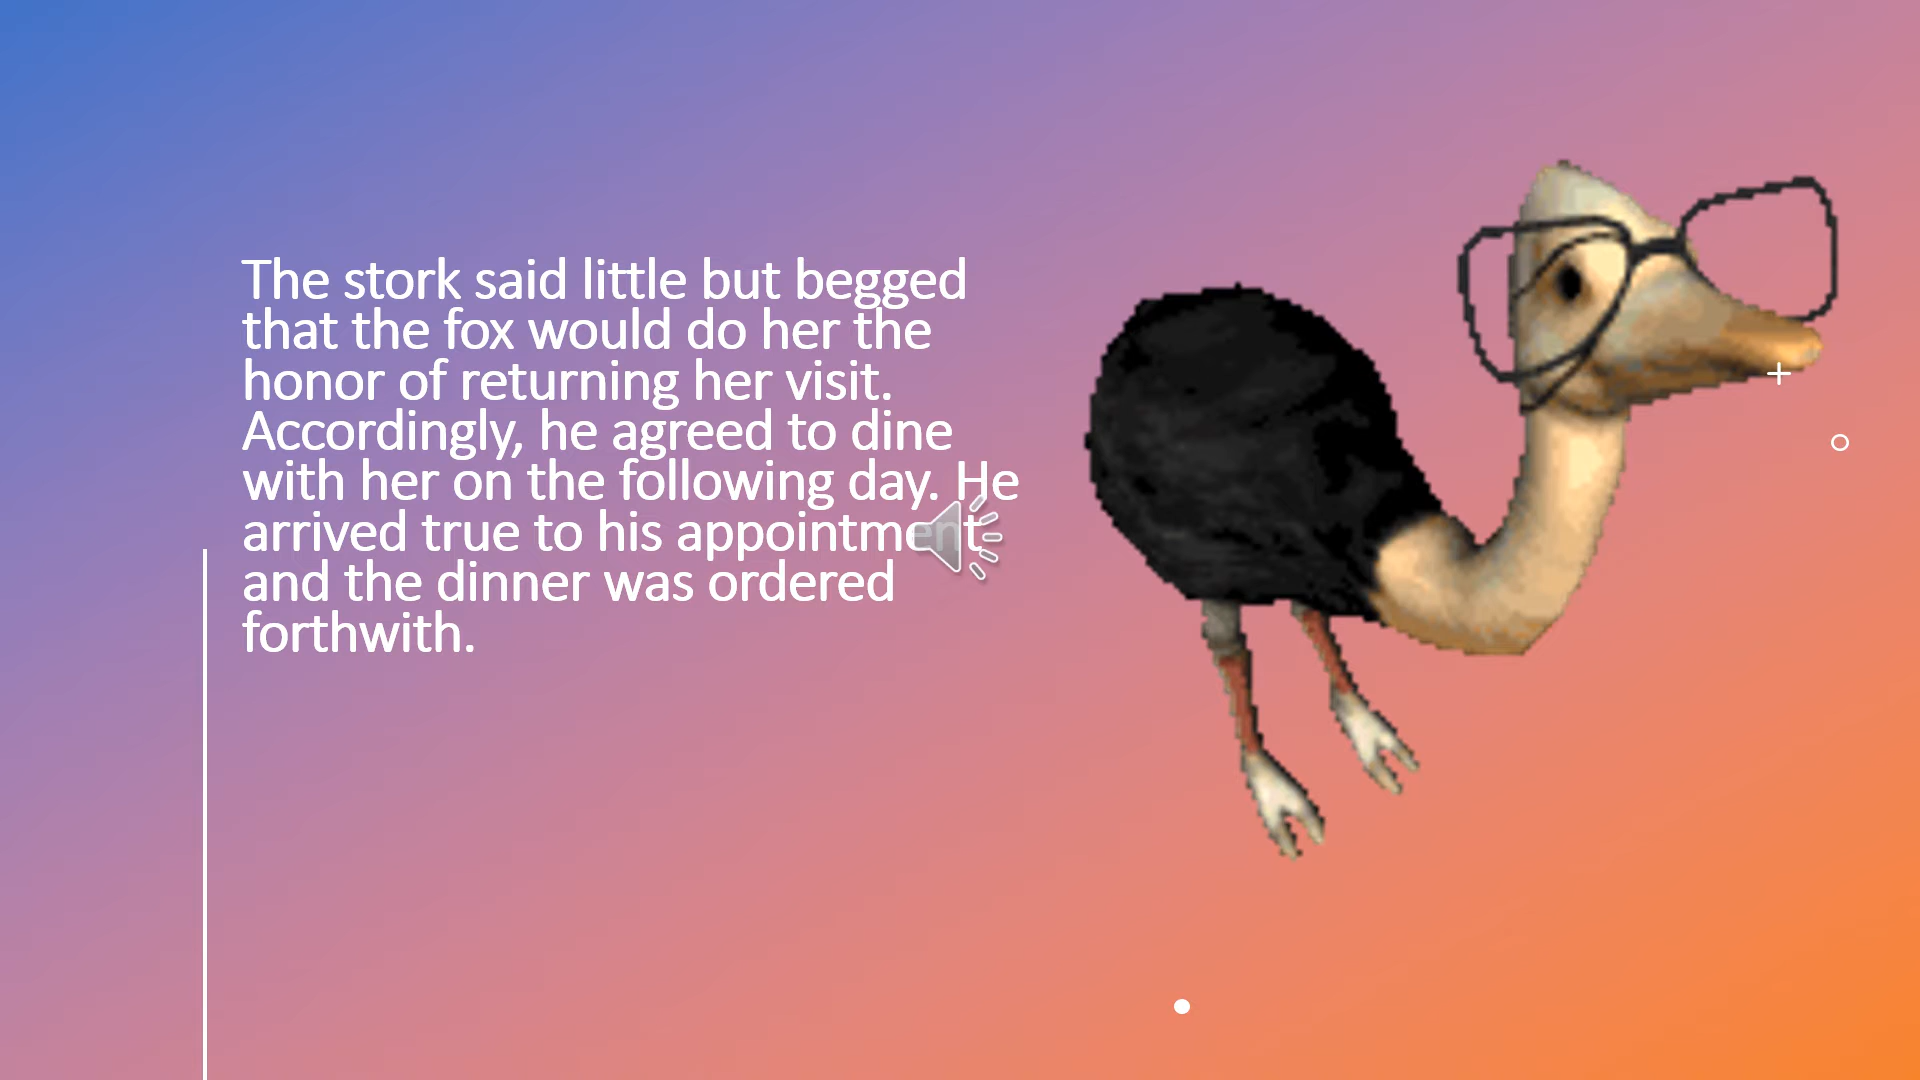 The stork said little but begged
that the fox would do her the
honor of returning her visit.
Accordingly, he agreed to dine
with her on the following day. He
arrived true to his appointment
and the dinner was ordered
forthwith.